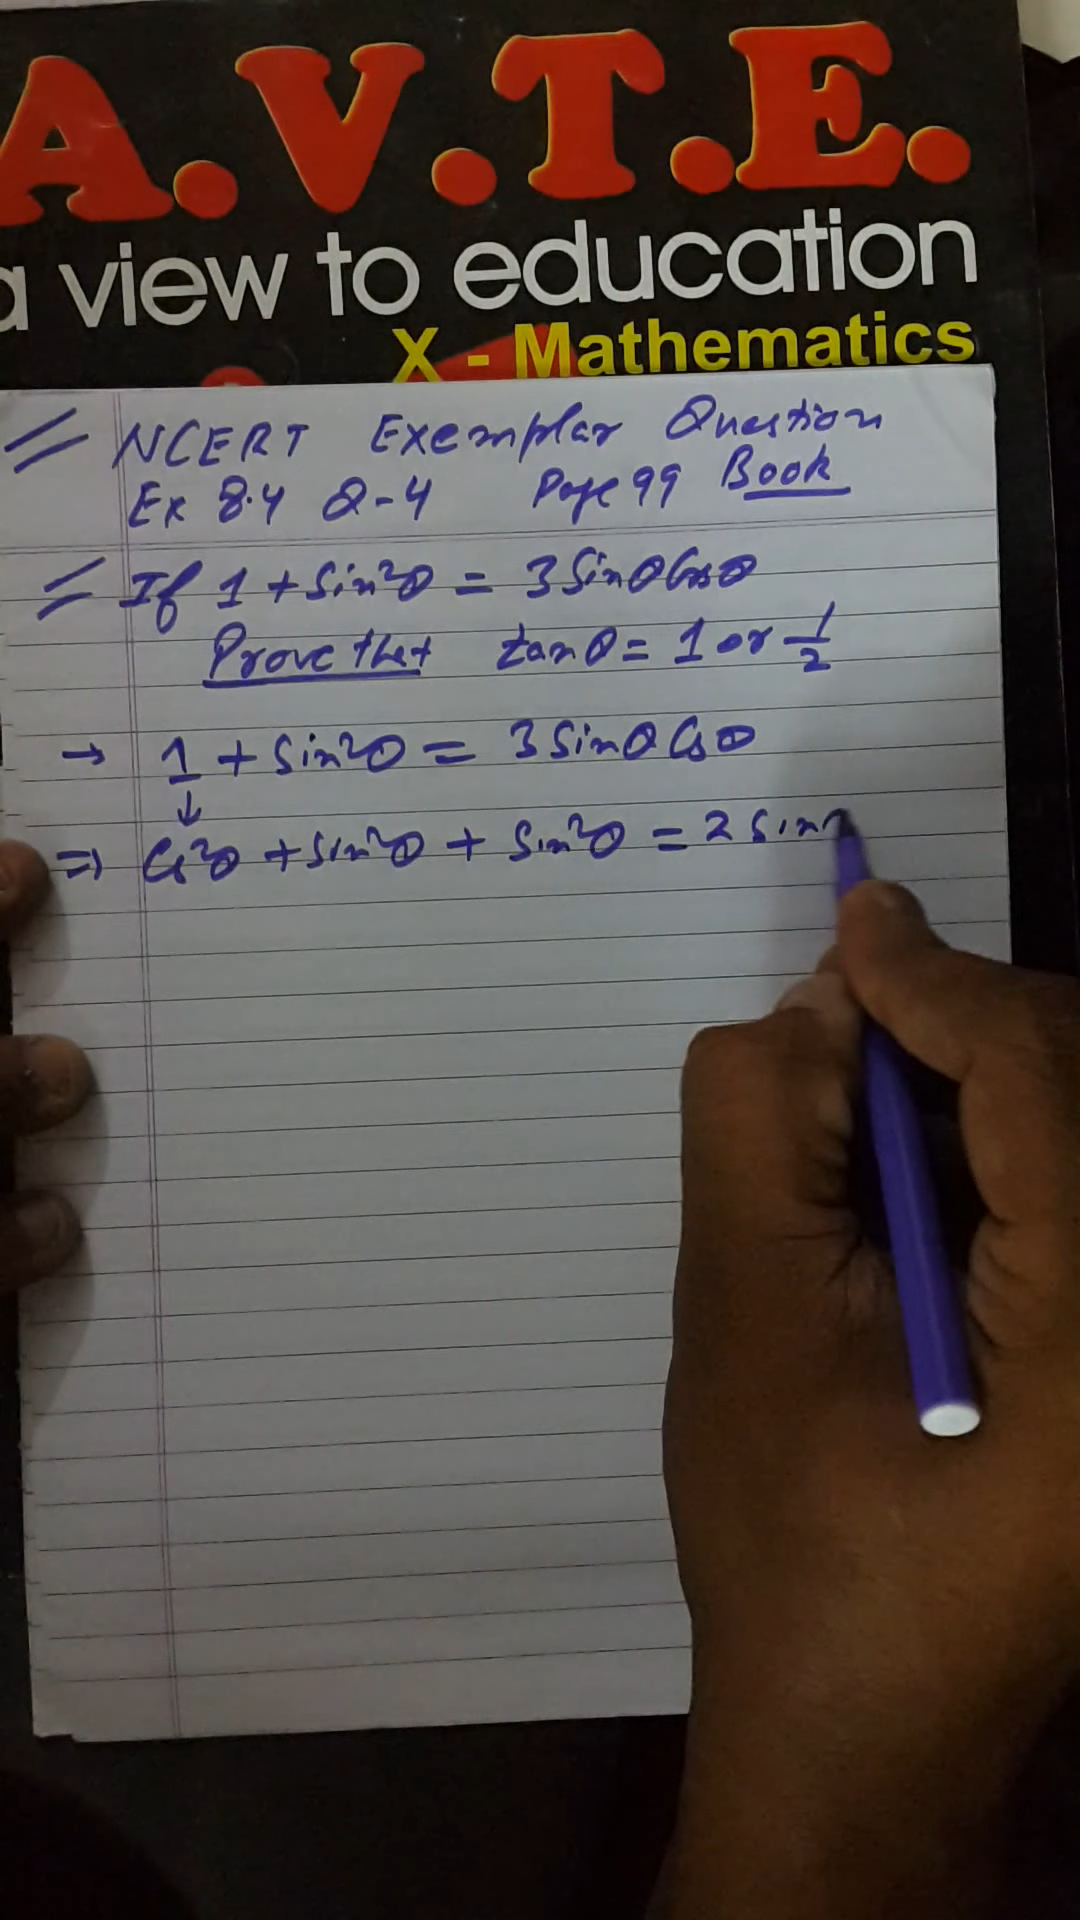 A.V.T.E.
a view to education
X - Mathematics
NCERT Exemplar Question
Ex 8.4 Q-4 Page 99 Book
If 1 + Sin²θ = 3 Sinθ Cosθ
Prove that tanθ = 1 or 1/2
→ 1 + Sin²θ = 3 Sinθ Cosθ
↓
⇒ Cos²θ + Sin²θ + Sin²θ = 2 Sin